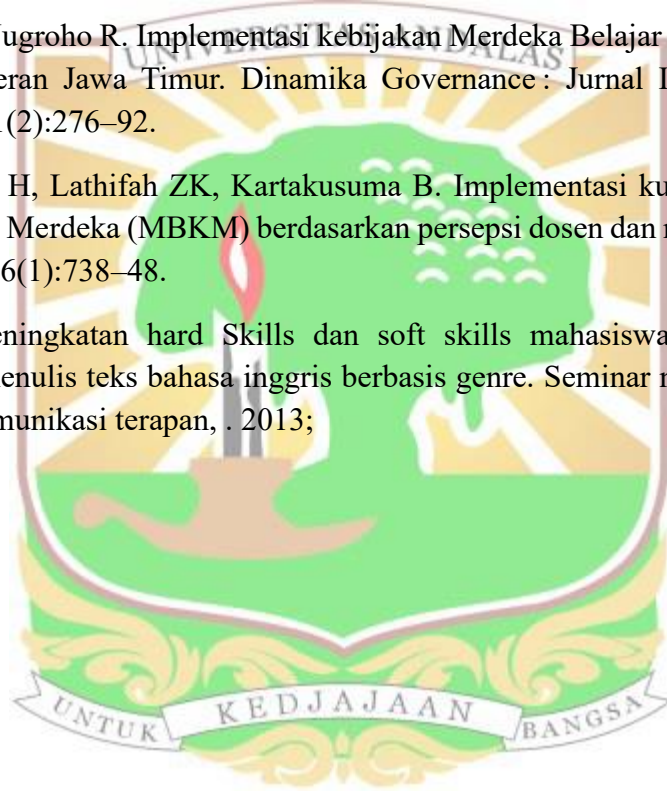 Nugroho R. Implementasi kebijakan Merdeka Belajar
eran Jawa Timur. Dinamika Governance : Jurnal
(2):276–92.
H, Lathifah ZK, Kartakusuma B. Implementasi
Merdeka (MBKM) berdasarkan persepsi dosen dan
6(1):738–48.
eningkatan hard Skills dan soft skills mahasiswa
enulis teks bahasa inggris berbasis genre. Seminar
munikasi terapan, . 2013;
UNIVERSITAS ANDALAS
UNTUK KEDJAJAAN BANGSA